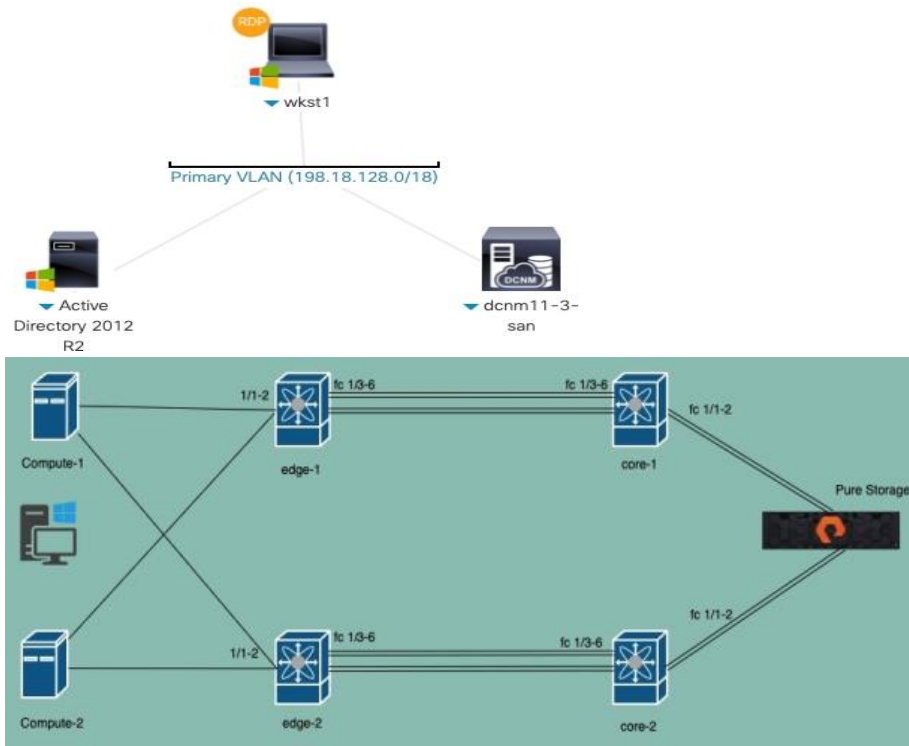 RDP
wkst1
Primary VLAN (198.18.128.0/18)
Active
Directory 2012
R2
DCNM
dcnm11-3-
san
1/1-2
fc 1/3-6
fc 1/3-6
fc 1/1-2
Compute-1
edge-1
core-1
Pure Storage
fc 1/1-2
1/1-2
fc 1/3-6
fc 1/3-6
Compute-2
edge-2
core-2